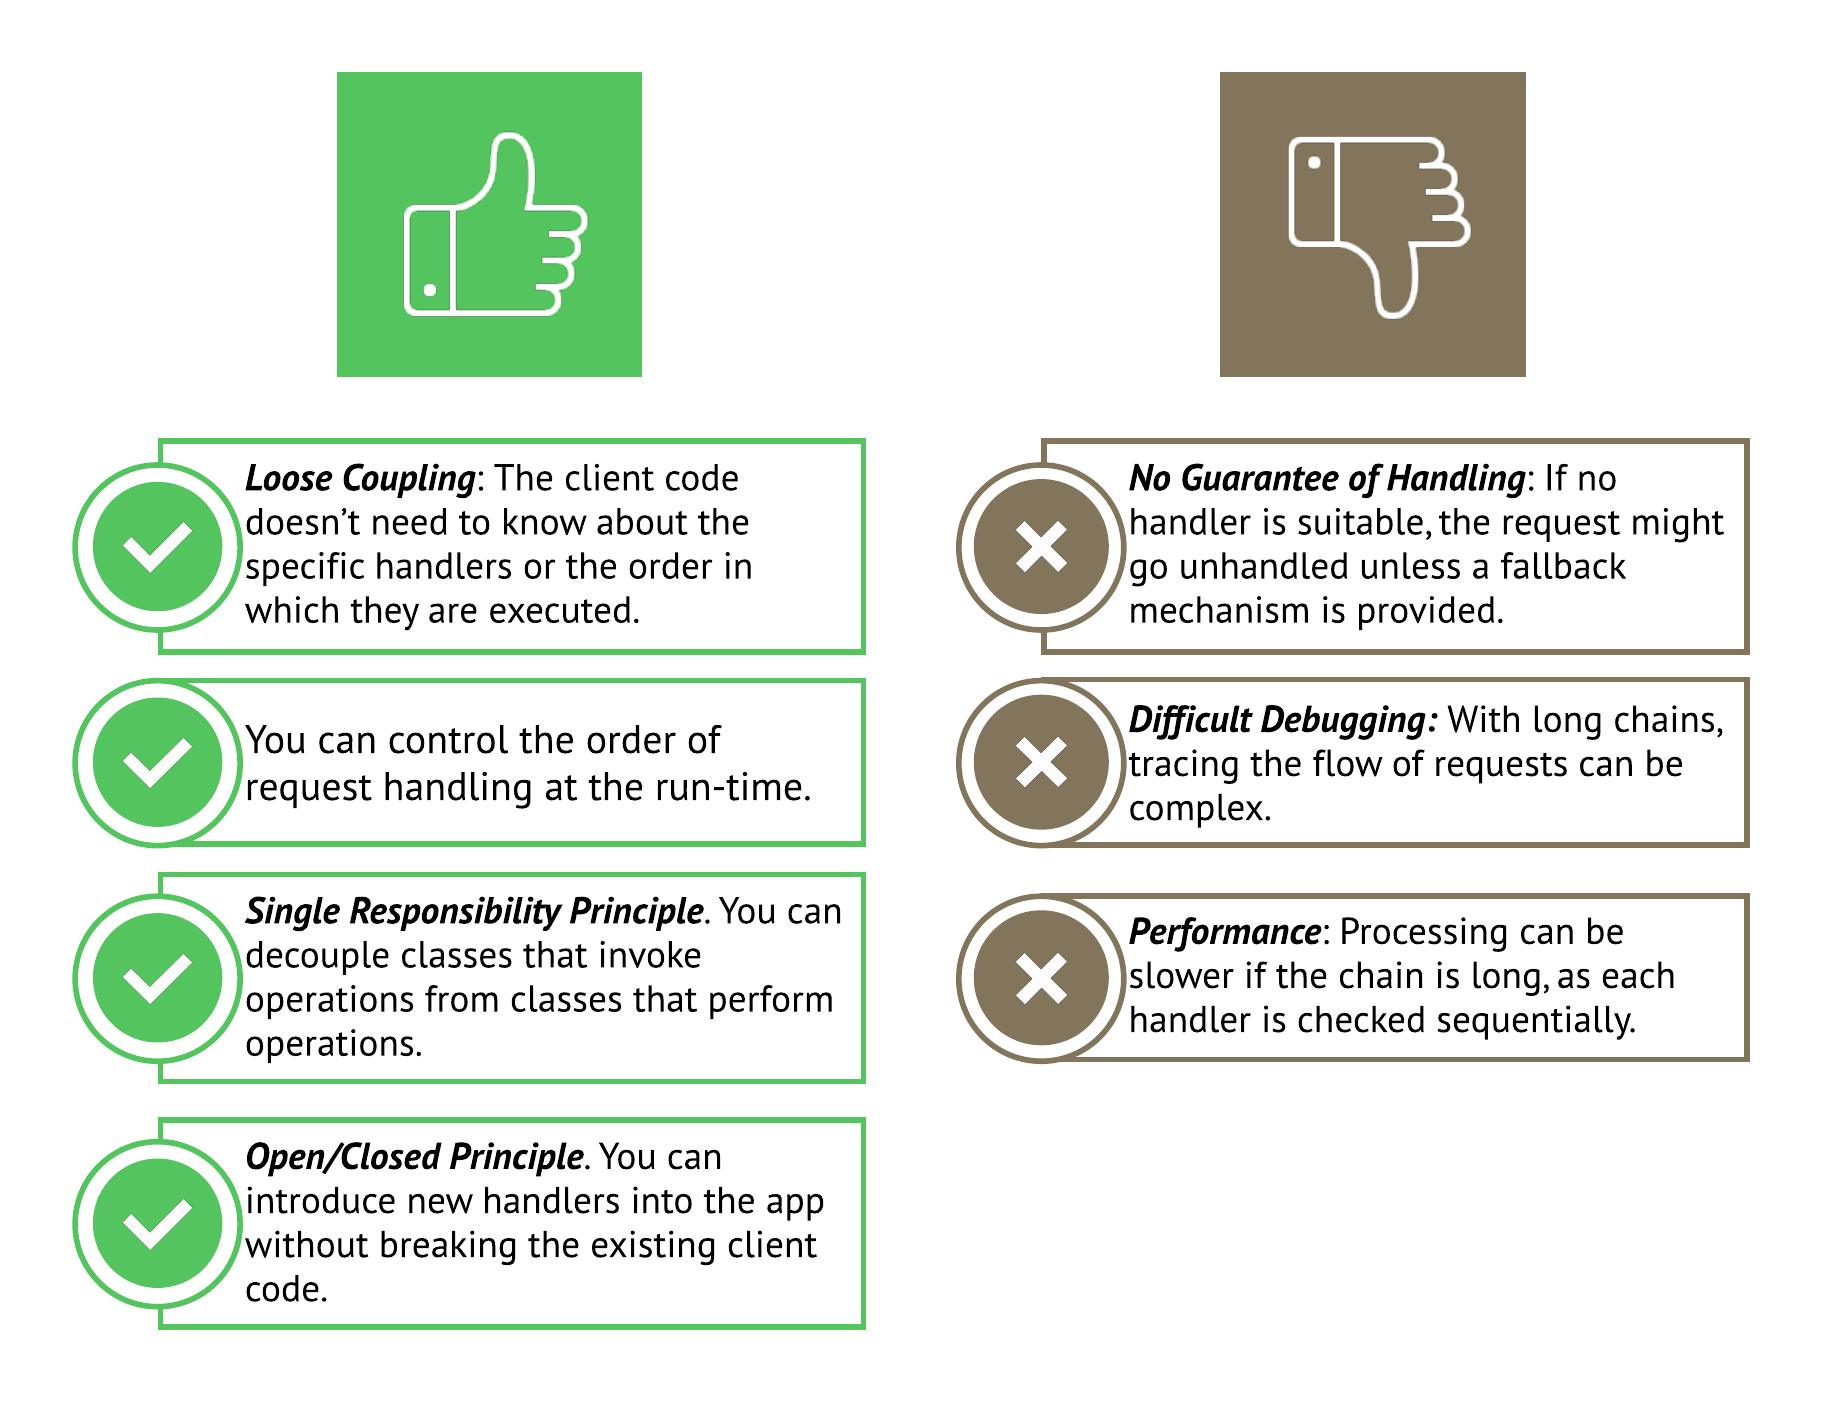 Loose Coupling: The client code
doesn’t need to know about the
specific handlers or the order in
which they are executed.
You can control the order of
request handling at the run-time.
Single Responsibility Principle. You can
decouple classes that invoke
operations from classes that perform
operations.
Open/Closed Principle. You can
introduce new handlers into the app
without breaking the existing client
code.
No Guarantee of Handling: If no
handler is suitable, the request might
go unhandled unless a fallback
mechanism is provided.
Difficult Debugging: With long chains,
tracing the flow of requests can be
complex.
Performance: Processing can be
slower if the chain is long, as each
handler is checked sequentially.